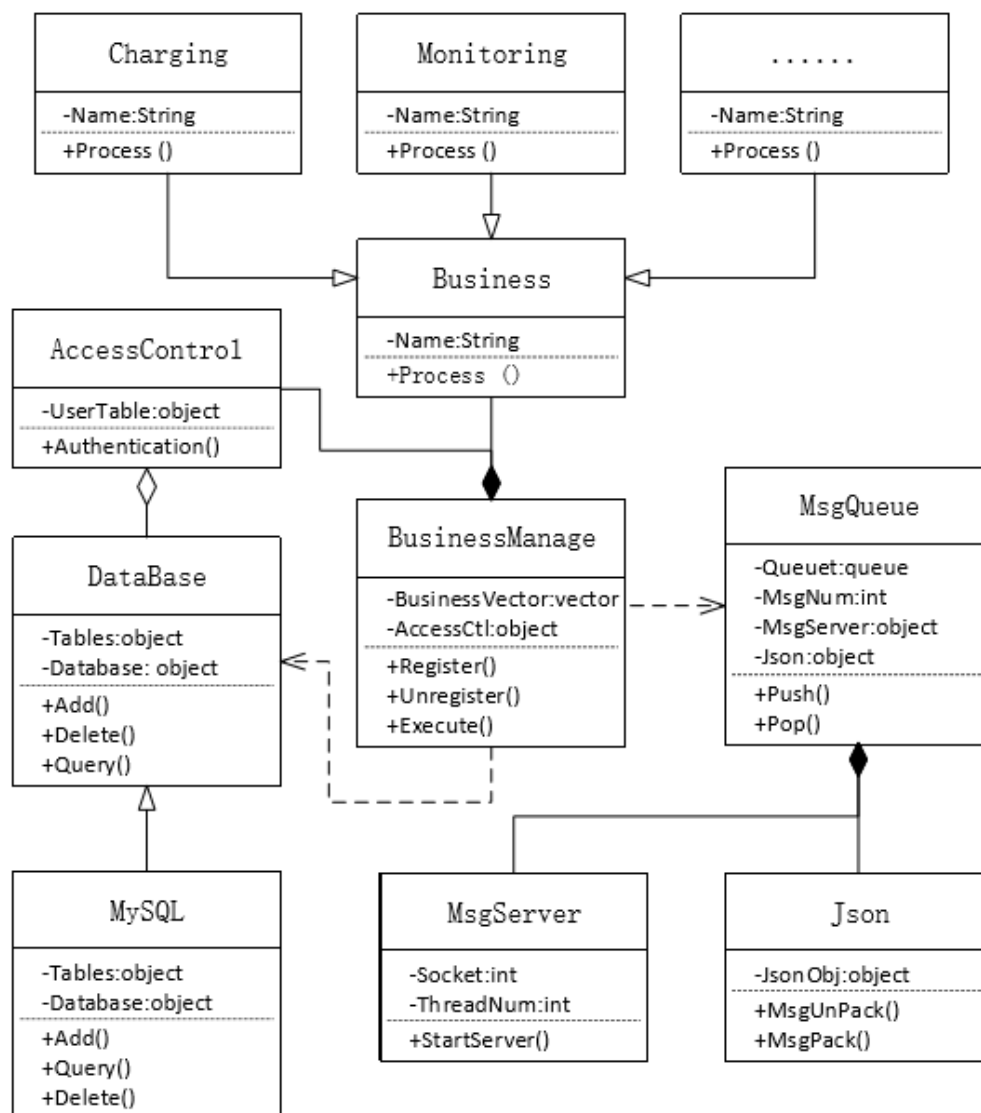 Charging
-Name:String
+Process ()
Monitoring
-Name:String
+Process ()
......
-Name:String
+Process ()
Business
-Name:String
+Process ()
AccessControl
-UserTable:object
+Authentication()
DataBase
-Tables:object
-Database: object
+Add()
+Delete()
+Query()
BusinessManage
-BusinessVector:vector
-AccessCtl:object
+Register()
+Unregister()
+Execute()
MsgQueue
-Queuet:queue
-MsgNum:int
-MsgServer:object
-Json:object
+Push()
+Pop()
MySQL
-Tables:object
-Database:object
+Add()
+Query()
+Delete()
MsgServer
-Socket:int
-ThreadNum:int
+StartServer()
Json
-JsonObj:object
+MsgUnPack()
+MsgPack()